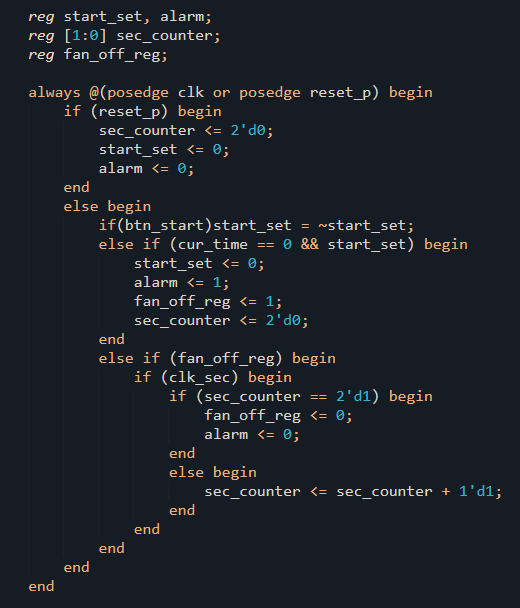 reg start_set, alarm;
reg [1:0] sec_counter;
reg fan_off_reg;

always @(posedge clk or posedge reset_p) begin
    if (reset_p) begin
        sec_counter <= 2'd0;
        start_set <= 0;
        alarm <= 0;
    end
    else begin
        if(btn_start)start_set = ~start_set;
        else if (cur_time == 0 && start_set) begin
            start_set <= 0;
            alarm <= 1;
            fan_off_reg <= 1;
            sec_counter <= 2'd0;
        end
        else if (fan_off_reg) begin
            if (clk_sec) begin
                if (sec_counter == 2'd1) begin
                    fan_off_reg <= 0;
                    alarm <= 0;
                end
                else begin
                    sec_counter <= sec_counter + 1'd1;
                end
            end
        end
    end
end